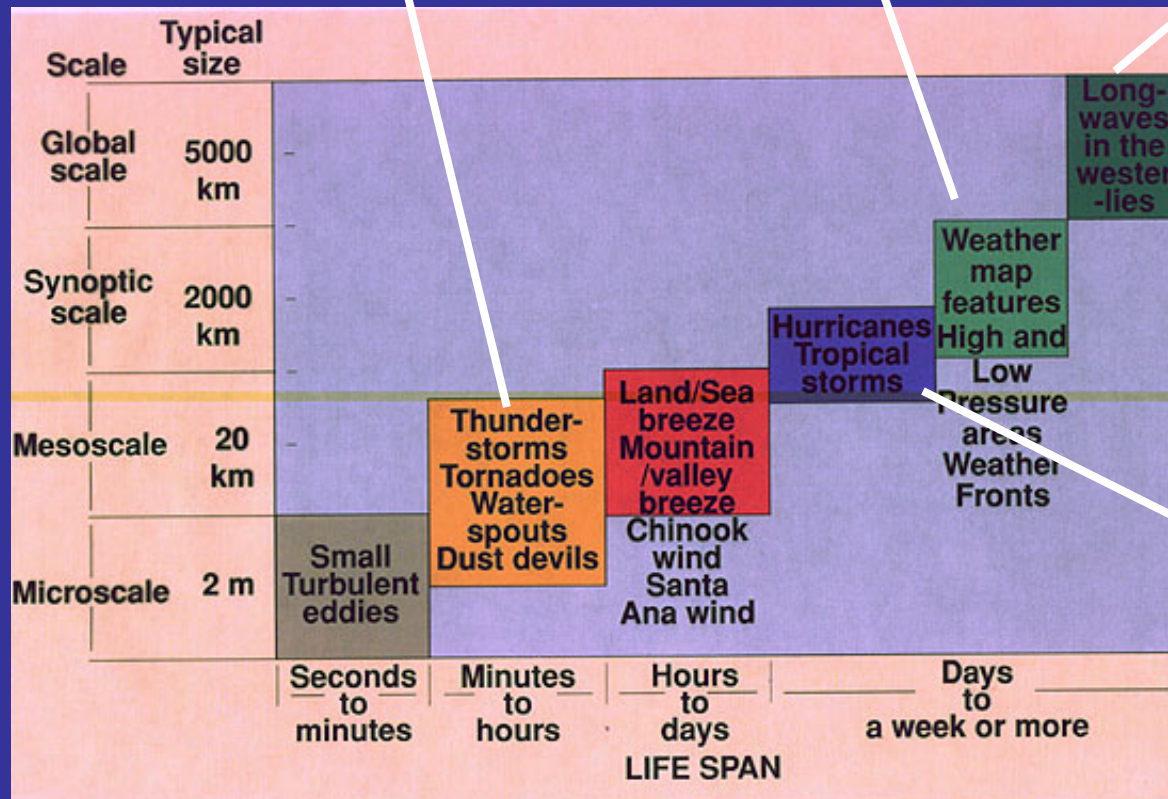 Scale
Typical
size
Global
scale
5000
km
Synoptic
scale
2000
km
Mesoscale
20
km
Microscale
2 m
Small
Turbulent
eddies
Thunder-
storms
Tornadoes
Water-
spouts
Dust devils
Land/Sea
breeze
Mountain
/valley
breeze
Chinook
wind
Santa
Ana wind
Hurricanes
Tropical
storms
Weather
map
features
High and
Low
Pressure
areas
Weather
Fronts
Long-
waves
in the
wester
-lies
Seconds
to
minutes
Minutes
to
hours
Hours
to
days
Days
to
a week or more
LIFE SPAN